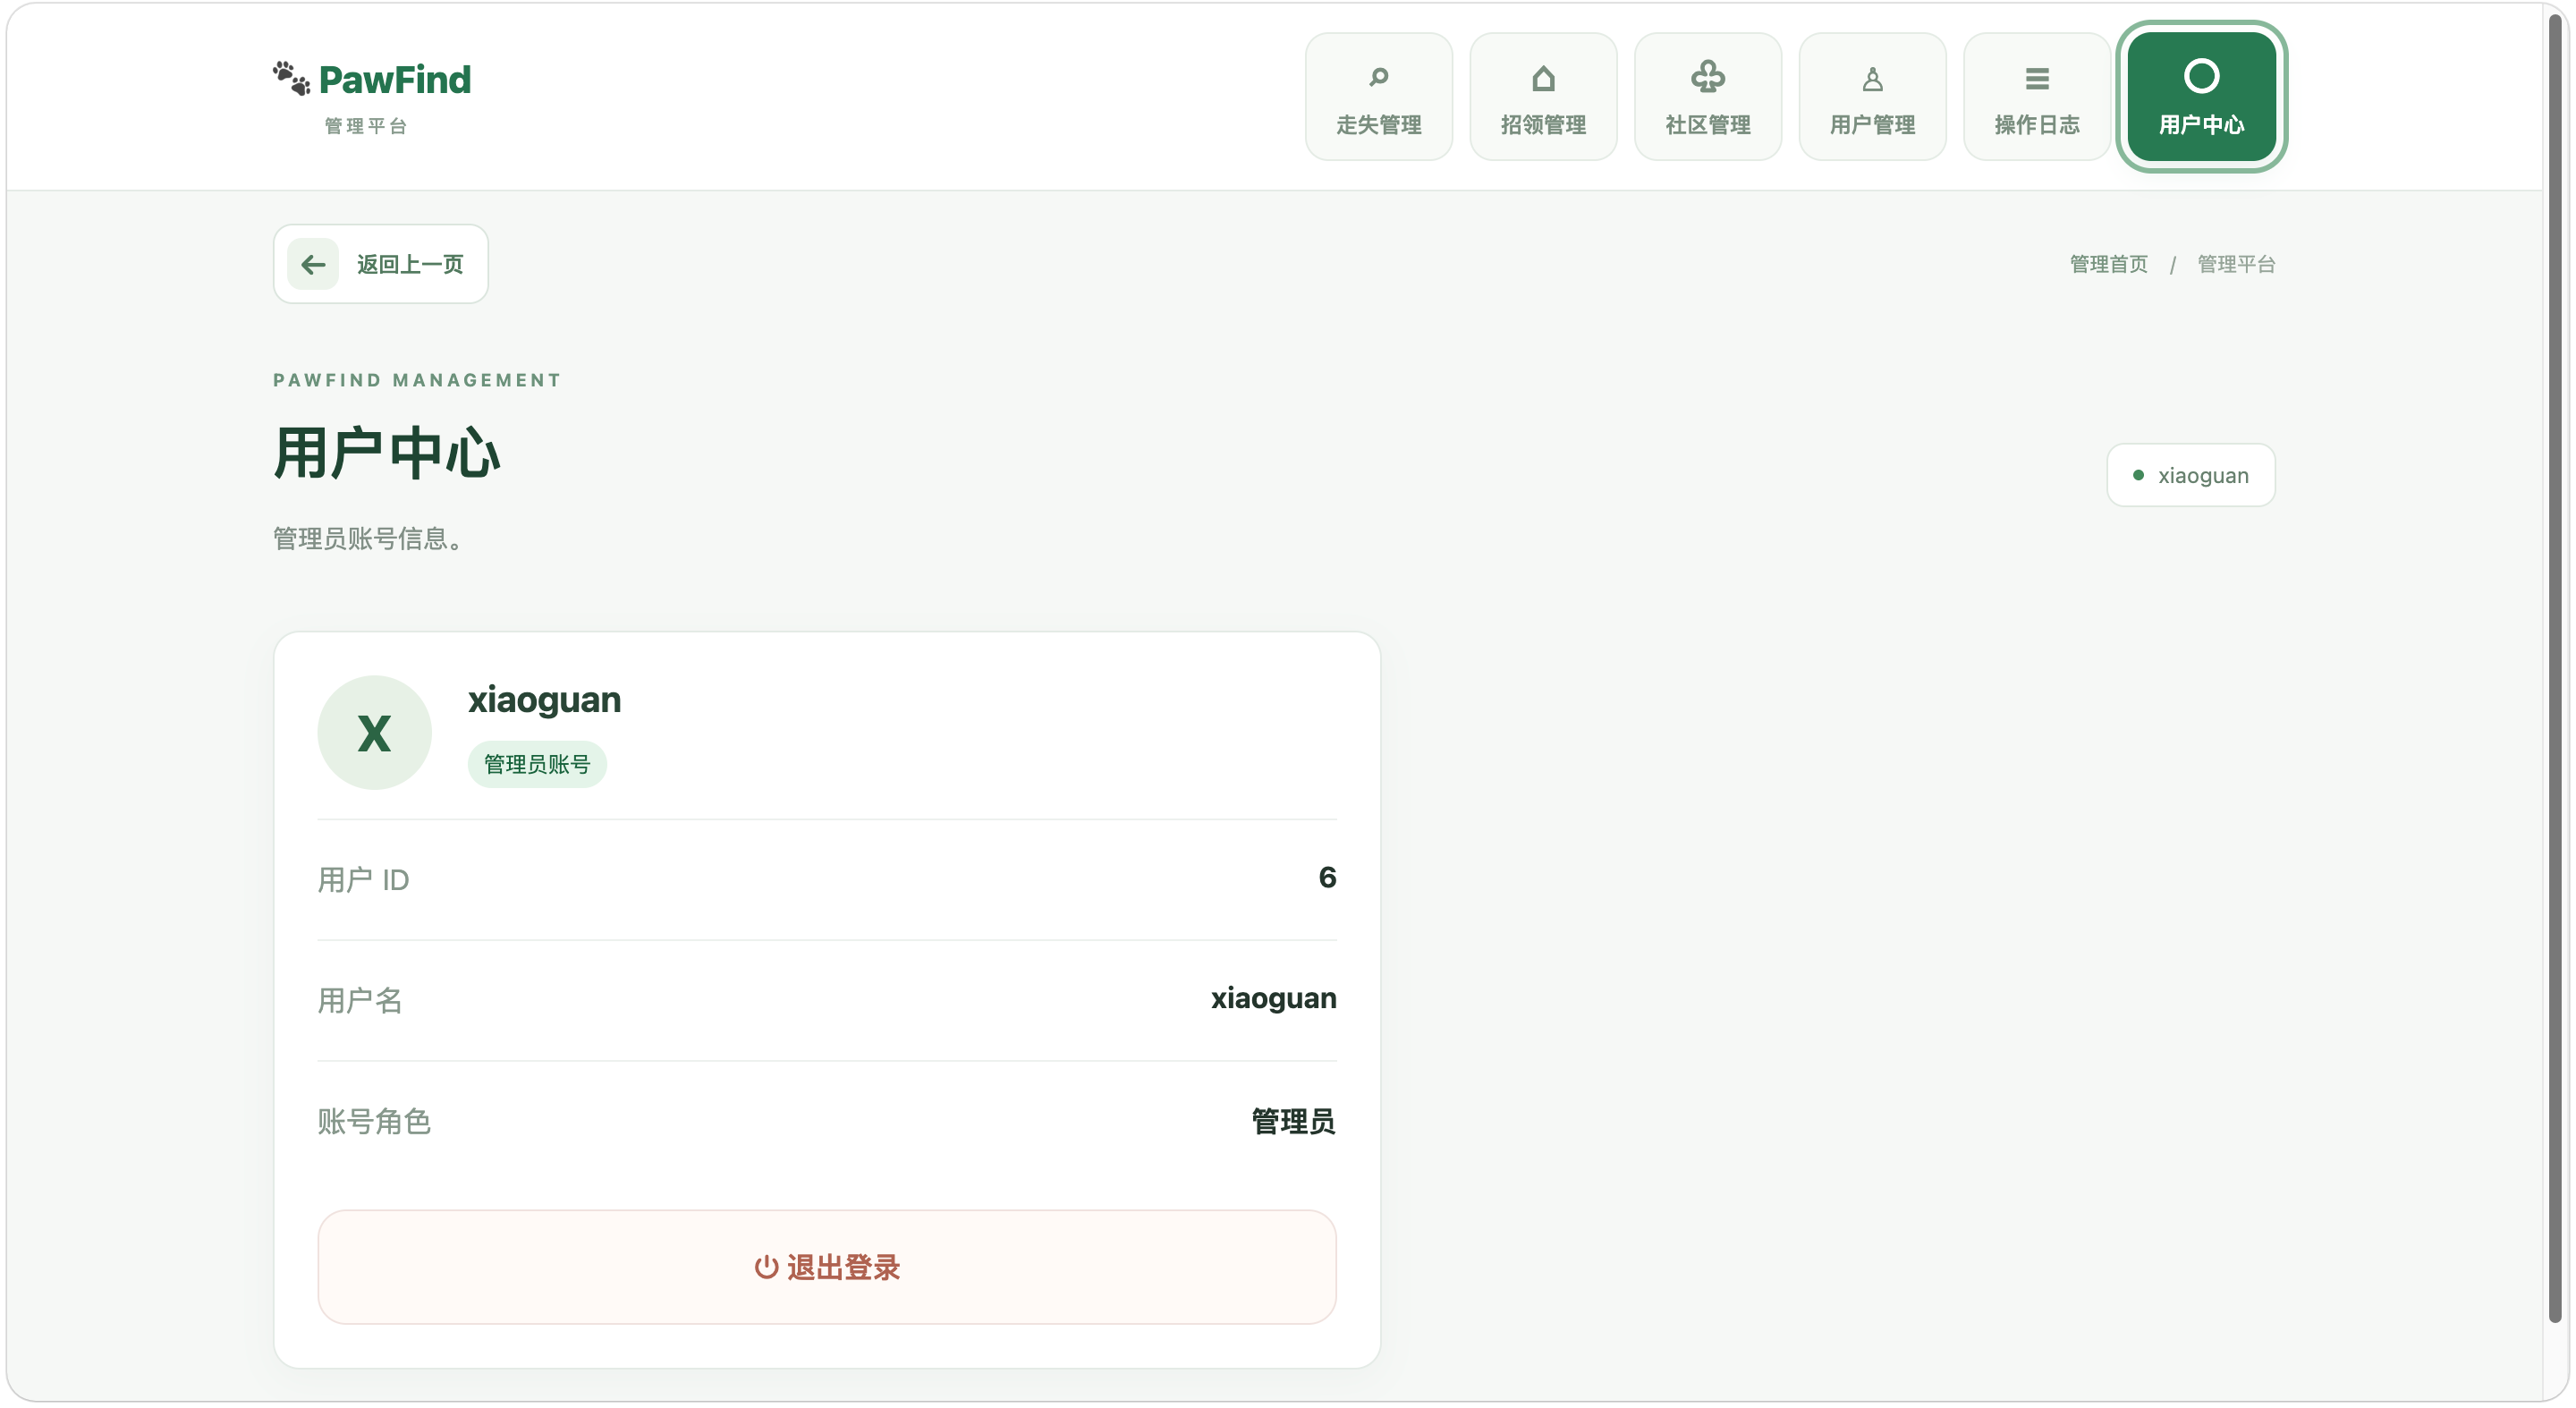 PawFind
管理平台
走失管理
招领管理
社区管理
用户管理
操作日志
用户中心
返回上一页
管理首页 / 管理平台
PAWFIND MANAGEMENT
用户中心
xiaoguan
管理员账号信息。
X
xiaoguan
管理员账号
用户 ID 6
用户名 xiaoguan
账号角色 管理员
退出登录